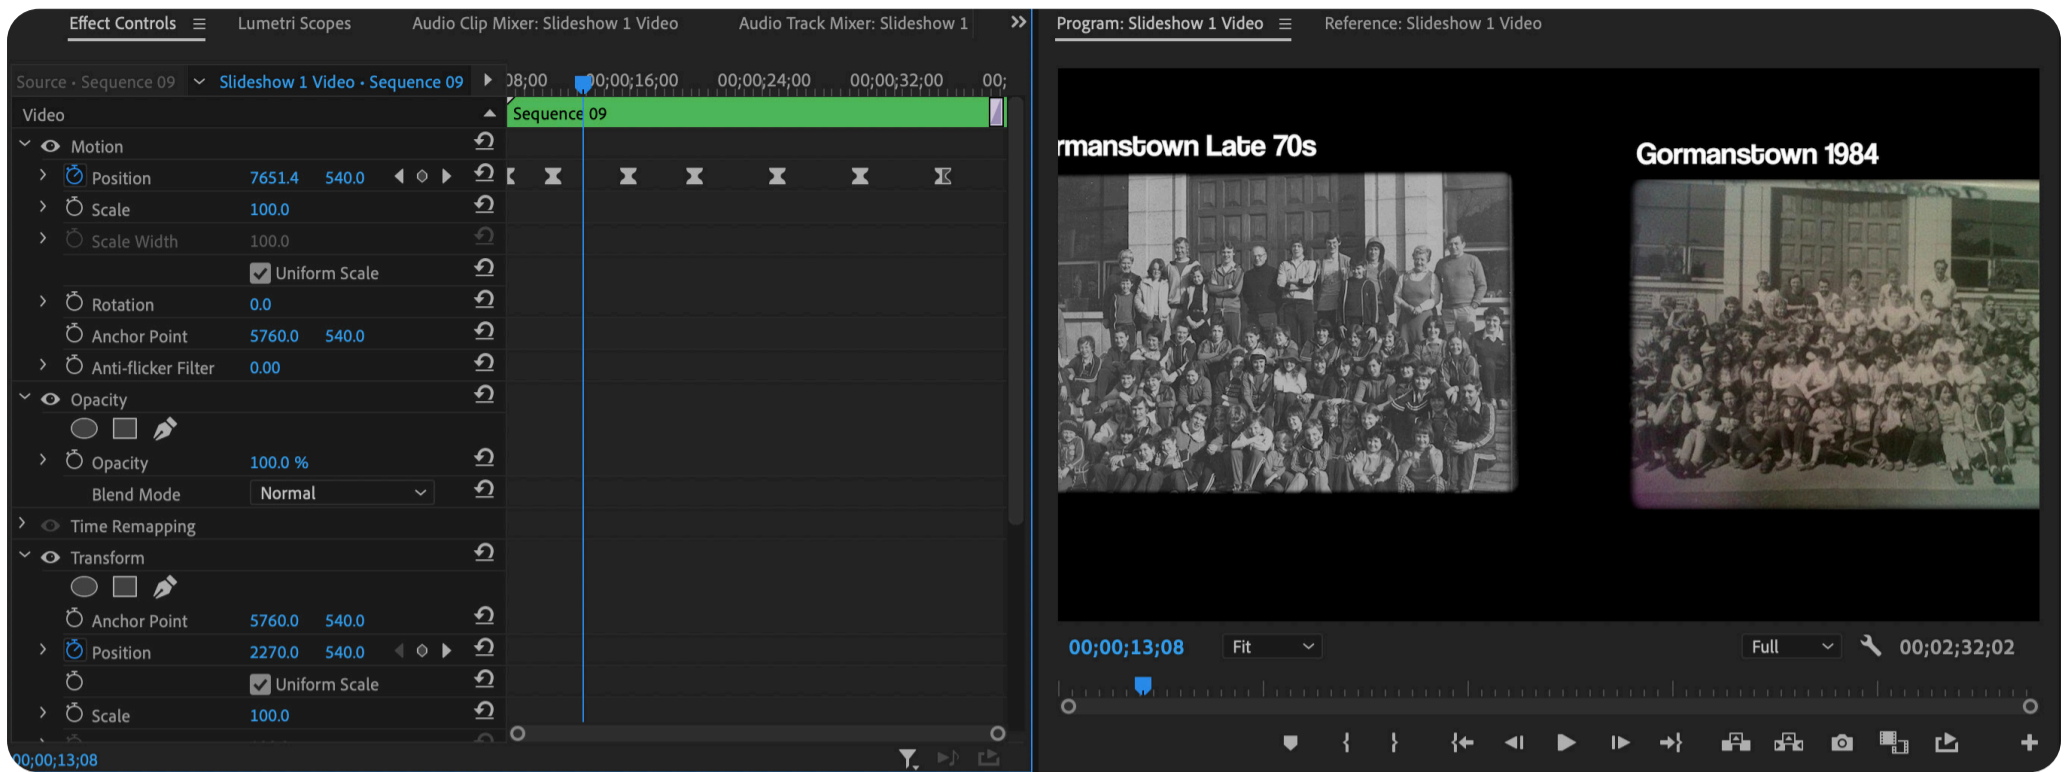 Effect Controls
Lumetri Scopes
Audio Clip Mixer: Slideshow 1 Video
Audio Track Mixer: Slideshow 1
Source • Sequence 09
Slideshow 1 Video • Sequence 09
08;00 00;00;16;00 00;00;24;00 00;00;32;00 00;
Video
Sequence 09
Motion
Position 7651.4 540.0
Scale 100.0
Scale Width 100.0
Uniform Scale
Rotation 0.0
Anchor Point 5760.0 540.0
Anti-flicker Filter 0.00
Opacity
Opacity 100.0 %
Blend Mode Normal
Time Remapping
Transform
Anchor Point 5760.0 540.0
Position 2270.0 540.0
Uniform Scale
Scale 100.0
00;00;13;08
Program: Slideshow 1 Video
Reference: Slideshow 1 Video
rmanstown Late 70s
Gormanstown 1984
00;00;13;08 Fit Full 00;02;32;02